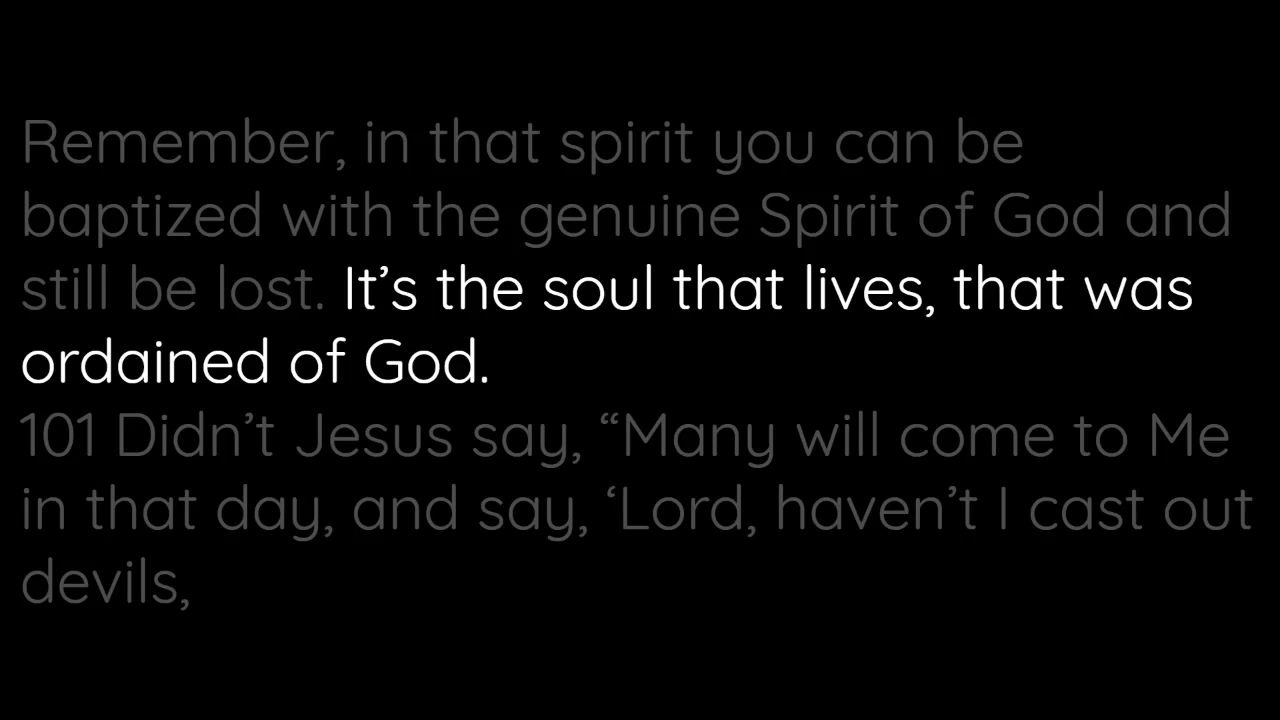 Remember, in that spirit you can be
baptized with the genuine Spirit of God and
still be lost. It’s the soul that lives, that was
ordained of God.
101 Didn’t Jesus say, “Many will come to Me
in that day, and say, ‘Lord, haven’t I cast out
devils,